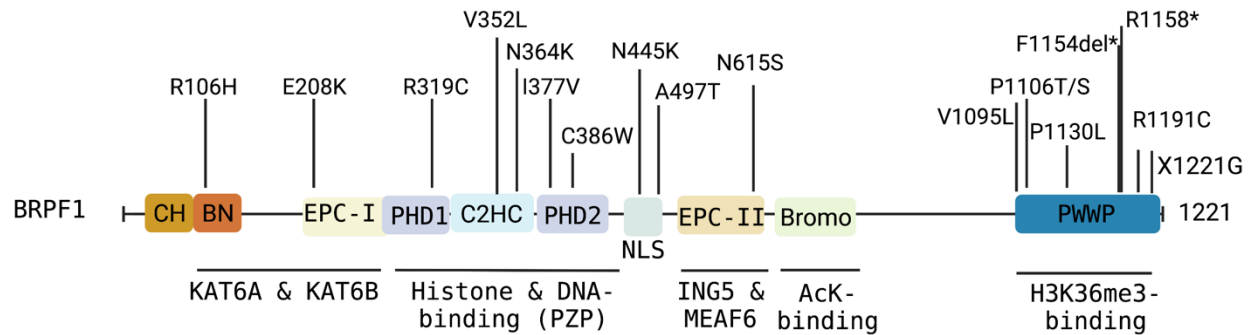 V352L
R1158*
F1154del*
N364K
N445K
N615S
R106H
E208K
R319C
I377V
A497T
P1106T/S
V1095L
P1130L
R1191C
C386W
X1221G
BRPF1
CH
BN
EPC-I
PHD1
C2HC
PHD2
EPC-II
Bromo
PWWP
1221
NLS
KAT6A & KAT6B
Histone & DNA-
binding (PZP)
ING5 &
MEAF6
AcK-
binding
H3K36me3-
binding